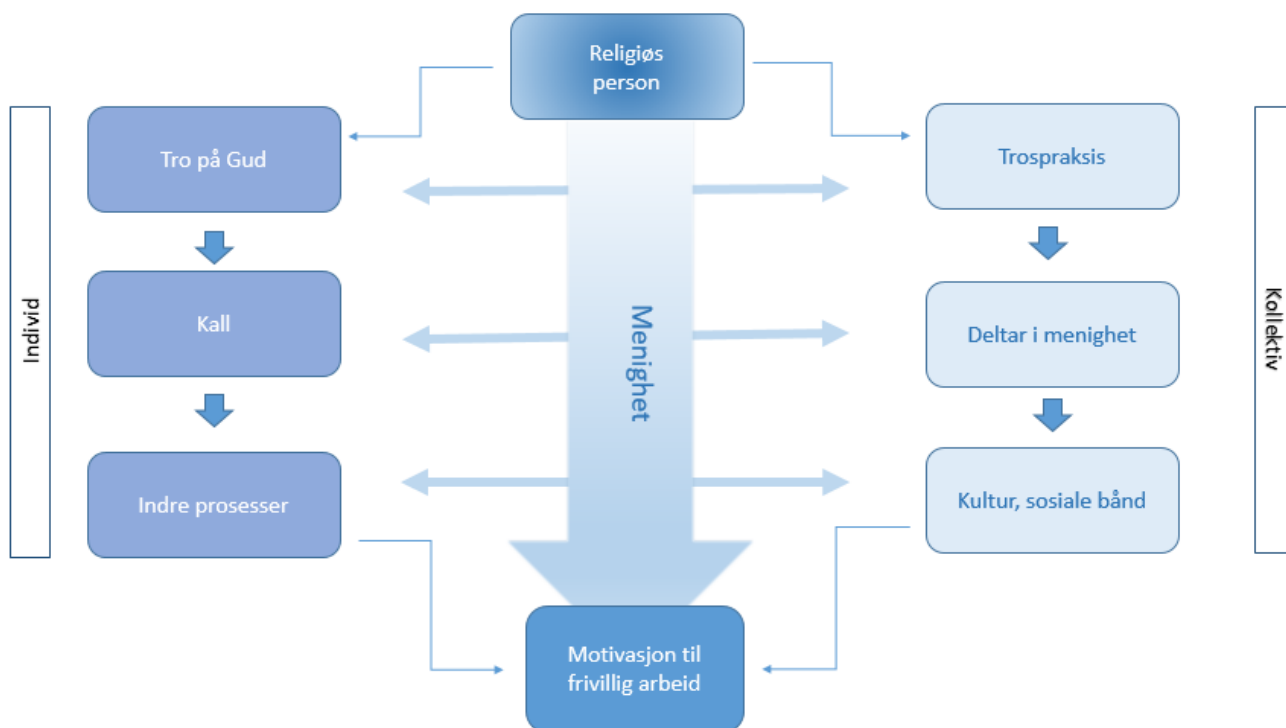 Religiøs
person
Individ
Tro på Gud
Kall
Indre prosesser
Menighet
Trospraksis
Deltar i menighet
Kultur, sosiale bånd
Kollektiv
Motivasjon til
frivillig arbeid